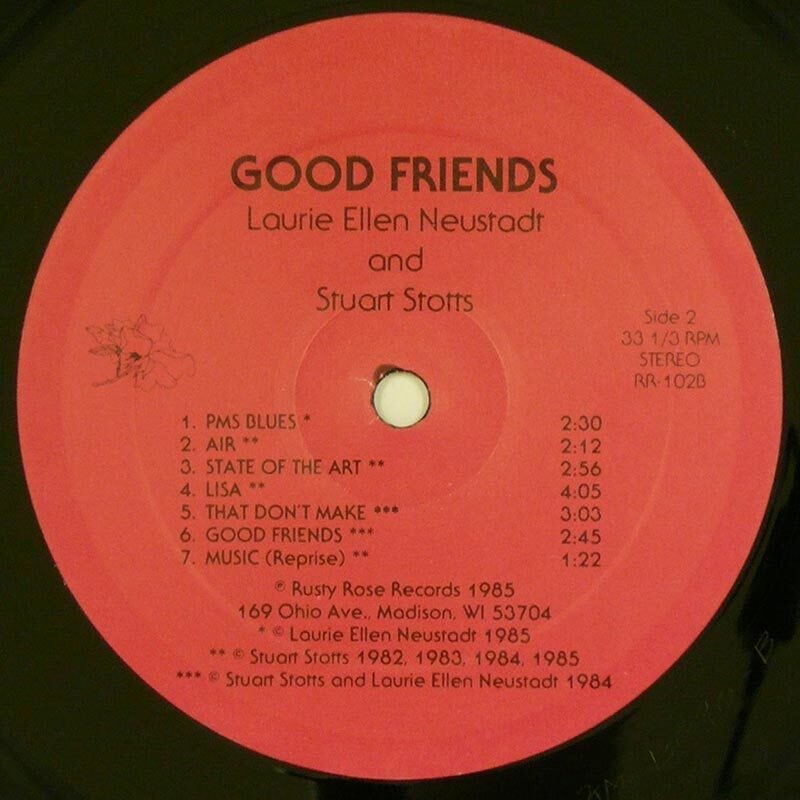 GOOD FRIENDS
Laurie Ellen Neustadt
and
Stuart Stotts
Side 2
33 1/3 RPM
STEREO
RR-102B
1. PMS BLUES * 2:30
2. AIR ** 2:12
3. STATE OF THE ART ** 2:56
4. LISA ** 4:05
5. THAT DON'T MAKE *** 3:03
6. GOOD FRIENDS *** 2:45
7. MUSIC (Reprise) ** 1:22
℗ Rusty Rose Records 1985
169 Ohio Ave., Madison, WI 53704
* © Laurie Ellen Neustadt 1985
** © Stuart Stotts 1982, 1983, 1984, 1985
*** © Stuart Stotts and Laurie Ellen Neustadt 1984
B